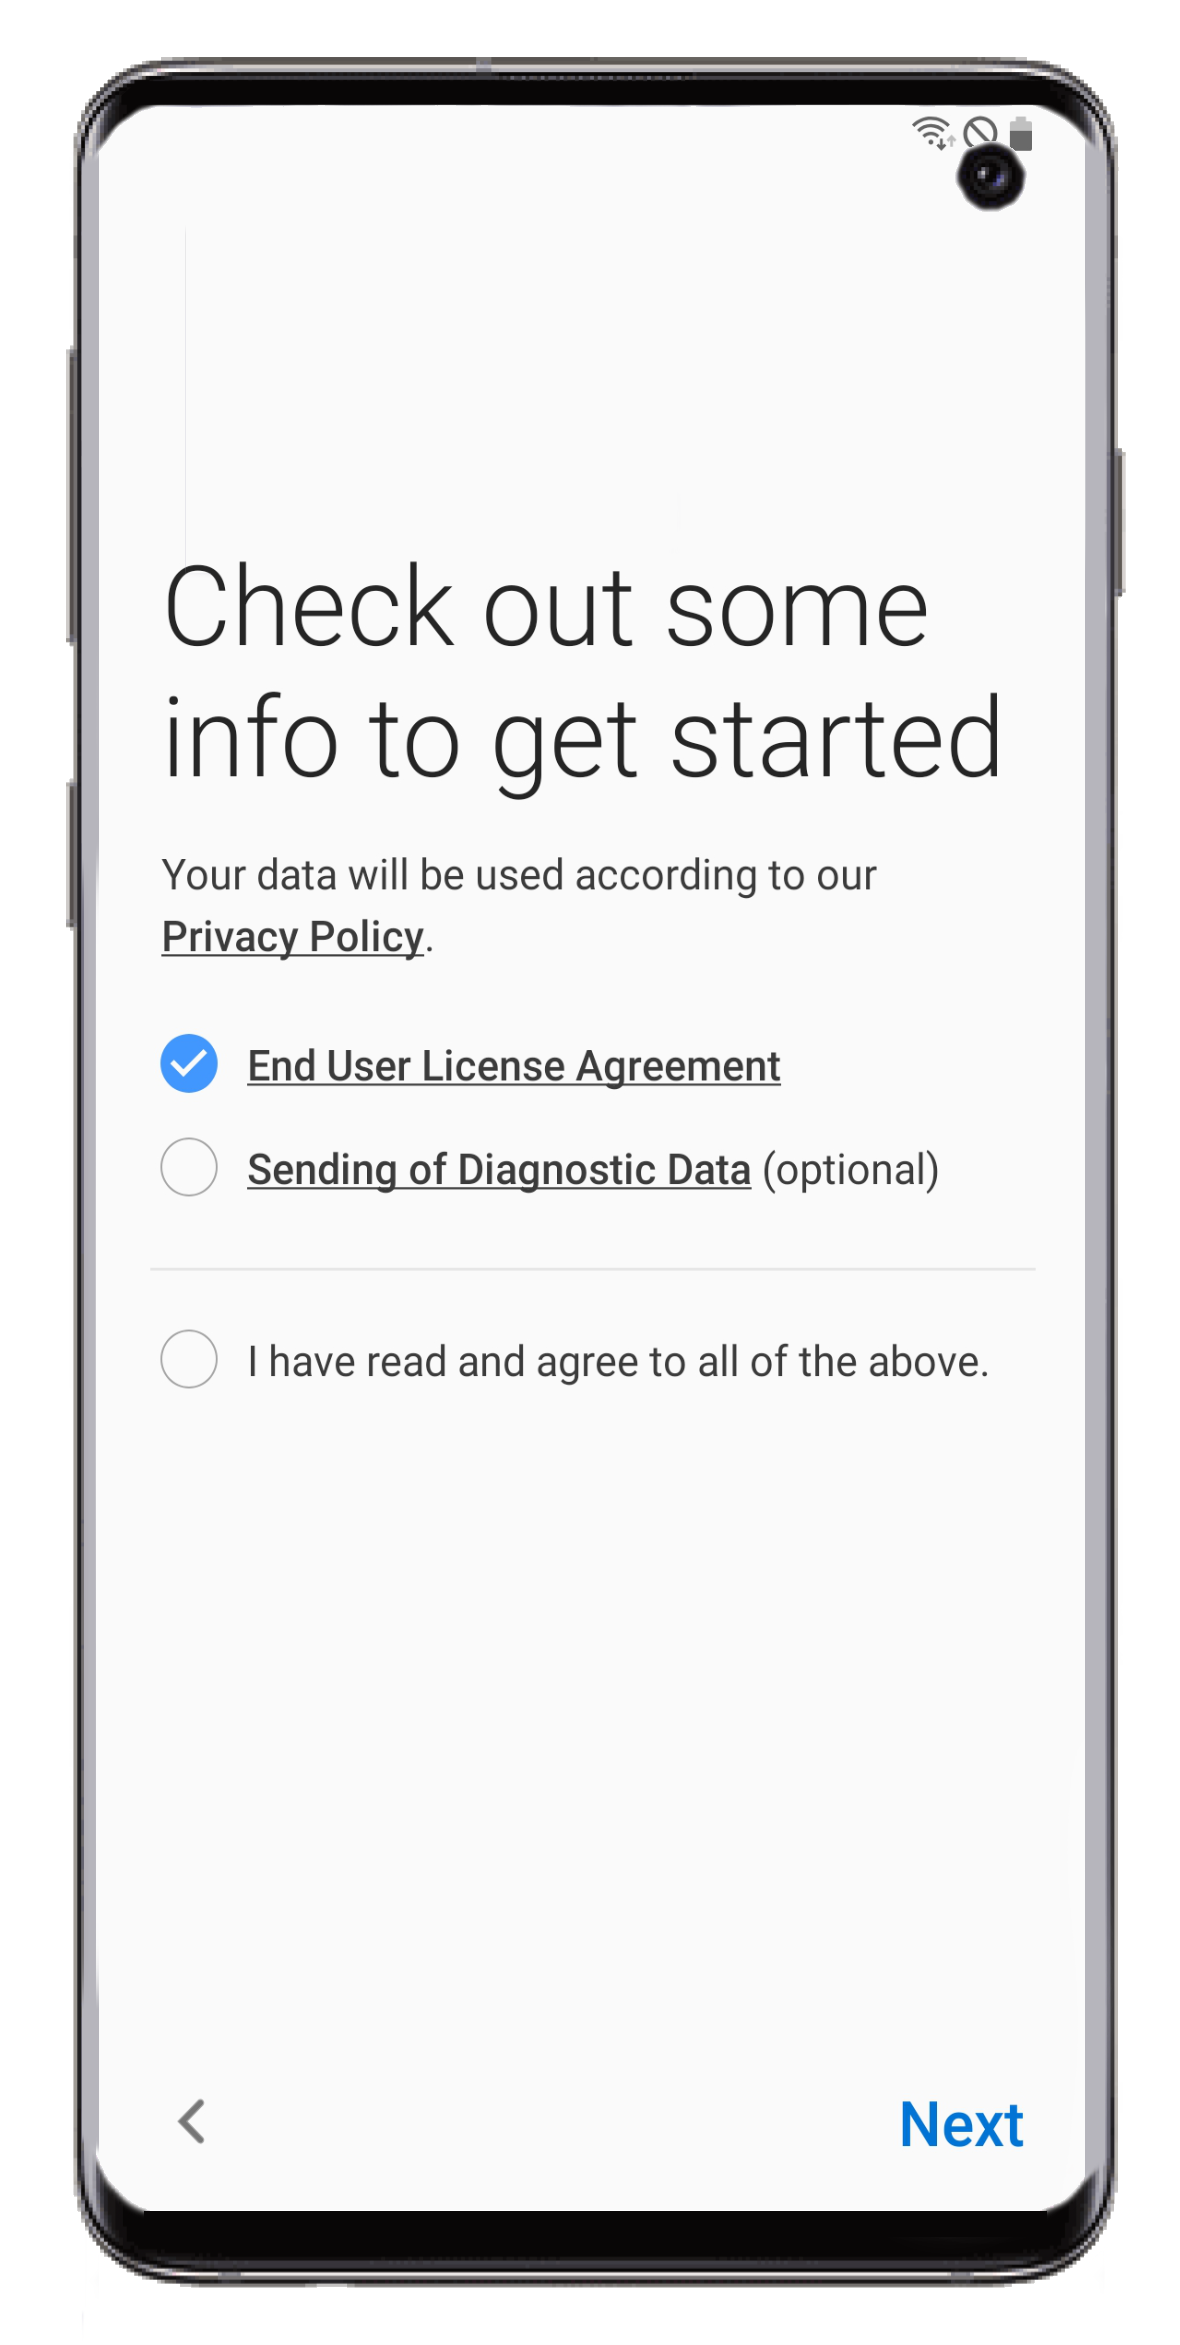 Check out some
info to get started
Your data will be used according to our
Privacy Policy.
End User License Agreement
Sending of Diagnostic Data (optional)
I have read and agree to all of the above.
Next